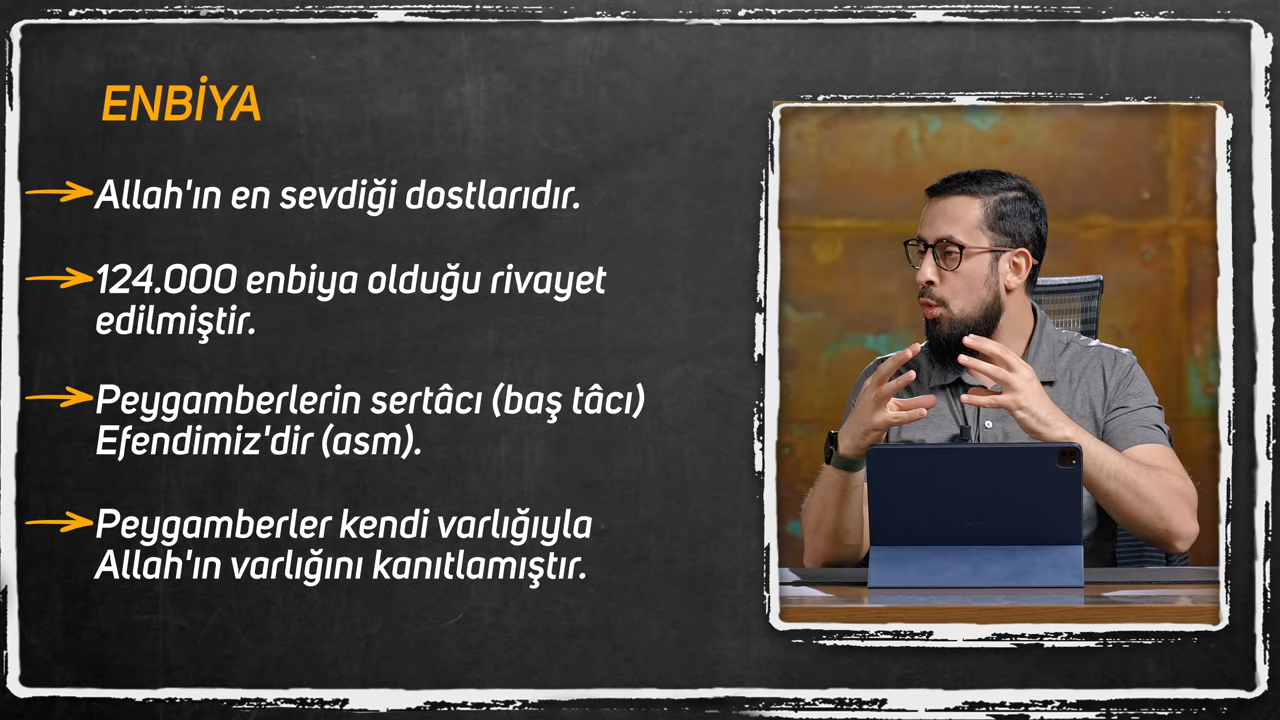 ENBİYA
Allah'ın en sevdiği dostlarıdır.
124.000 enbiya olduğu rivayet
edilmiştir.
Peygamberlerin sertâcı (baş tâcı)
Efendimiz'dir (asm).
Peygamberler kendi varlığıyla
Allah'ın varlığını kanıtlamıştır.